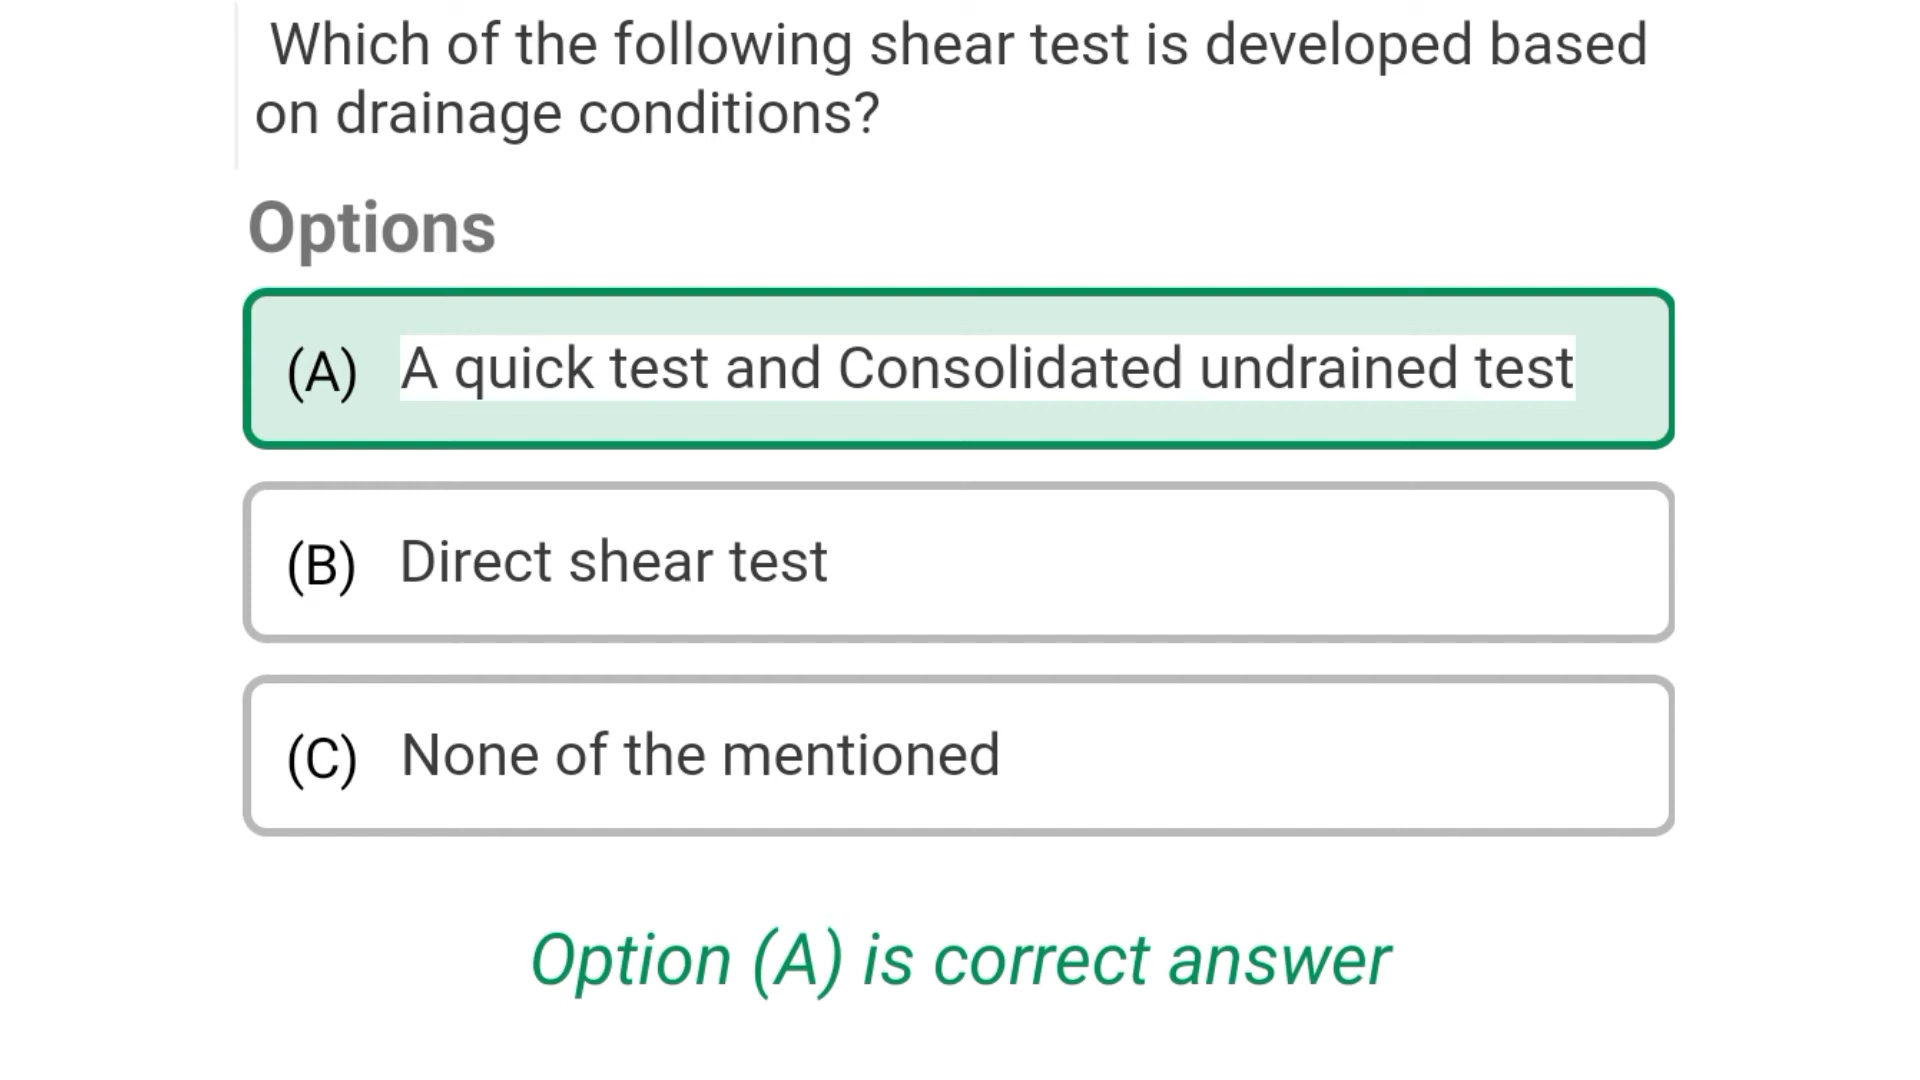 Which of the following shear test is developed based
on drainage conditions?
Options
(A) A quick test and Consolidated undrained test
(B) Direct shear test
(C) None of the mentioned
Option (A) is correct answer